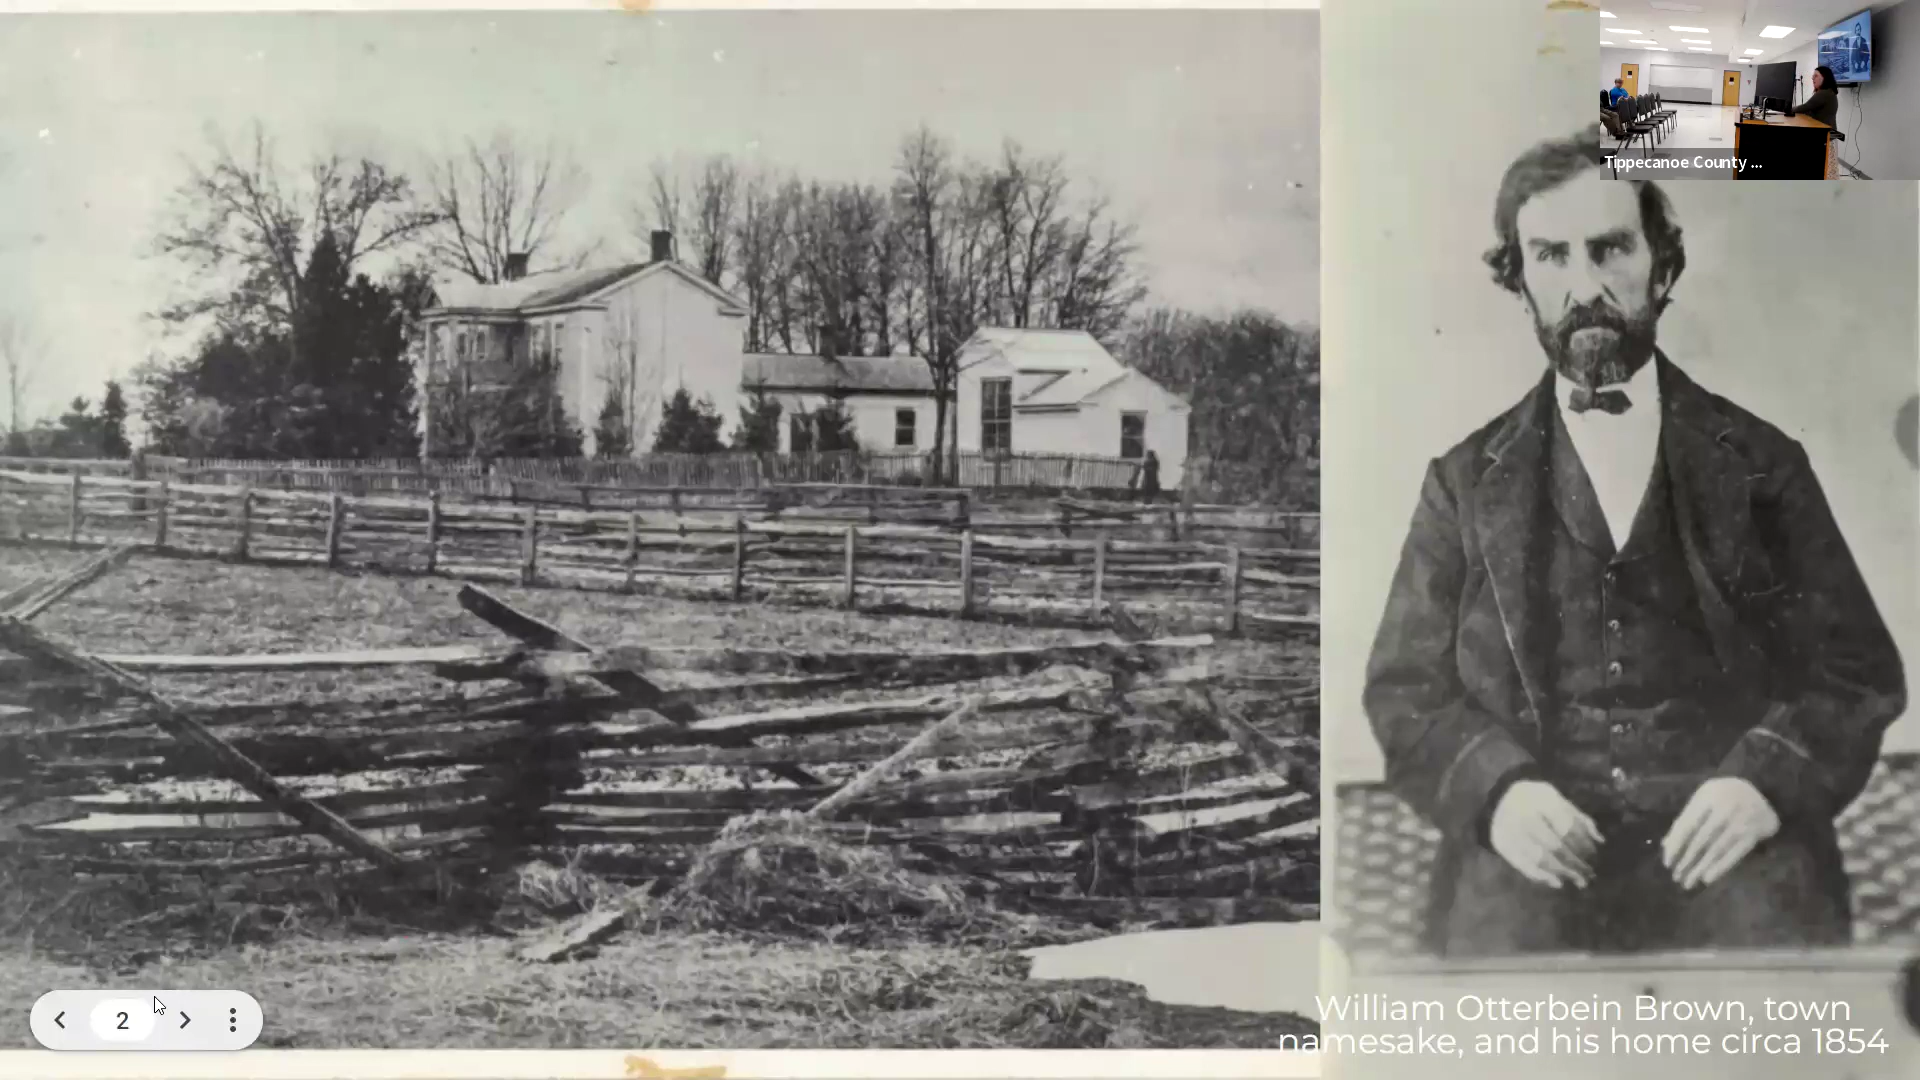 Tippecanoe County ...
William Otterbein Brown, town
namesake, and his home circa 1854
2